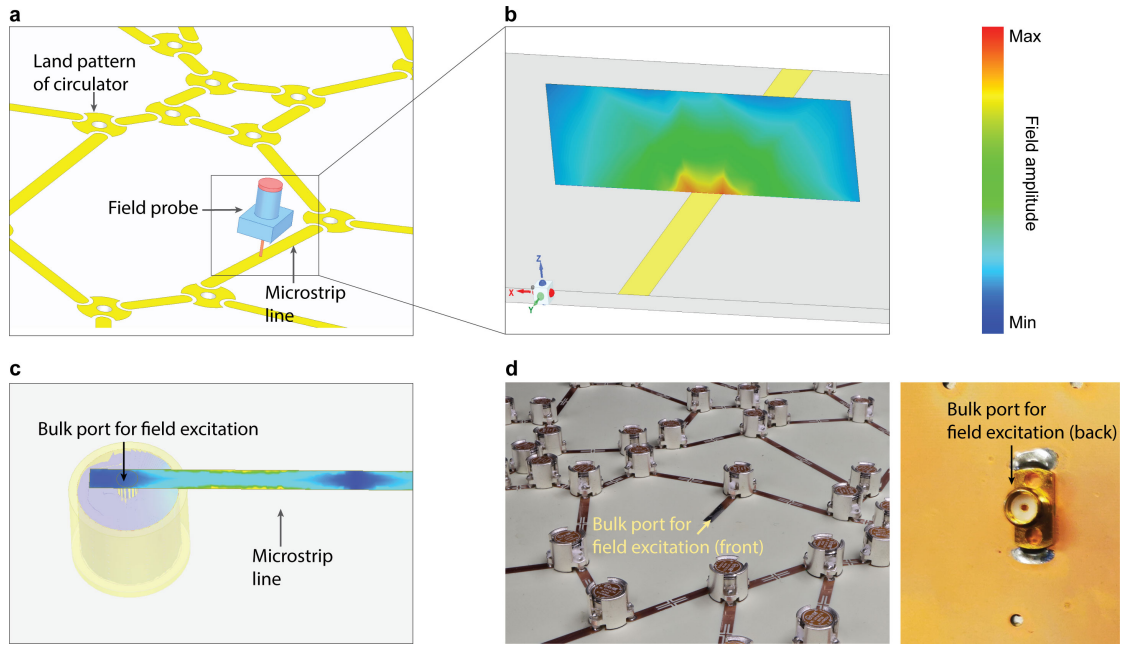 a
Land pattern
of circulator
Field probe
Microstrip
line
b
Z
X
Y
Max
Field amplitude
Min
c
Bulk port for field excitation
Microstrip
line
d
Bulk port for
field excitation (front)
Bulk port for
field excitation (back)